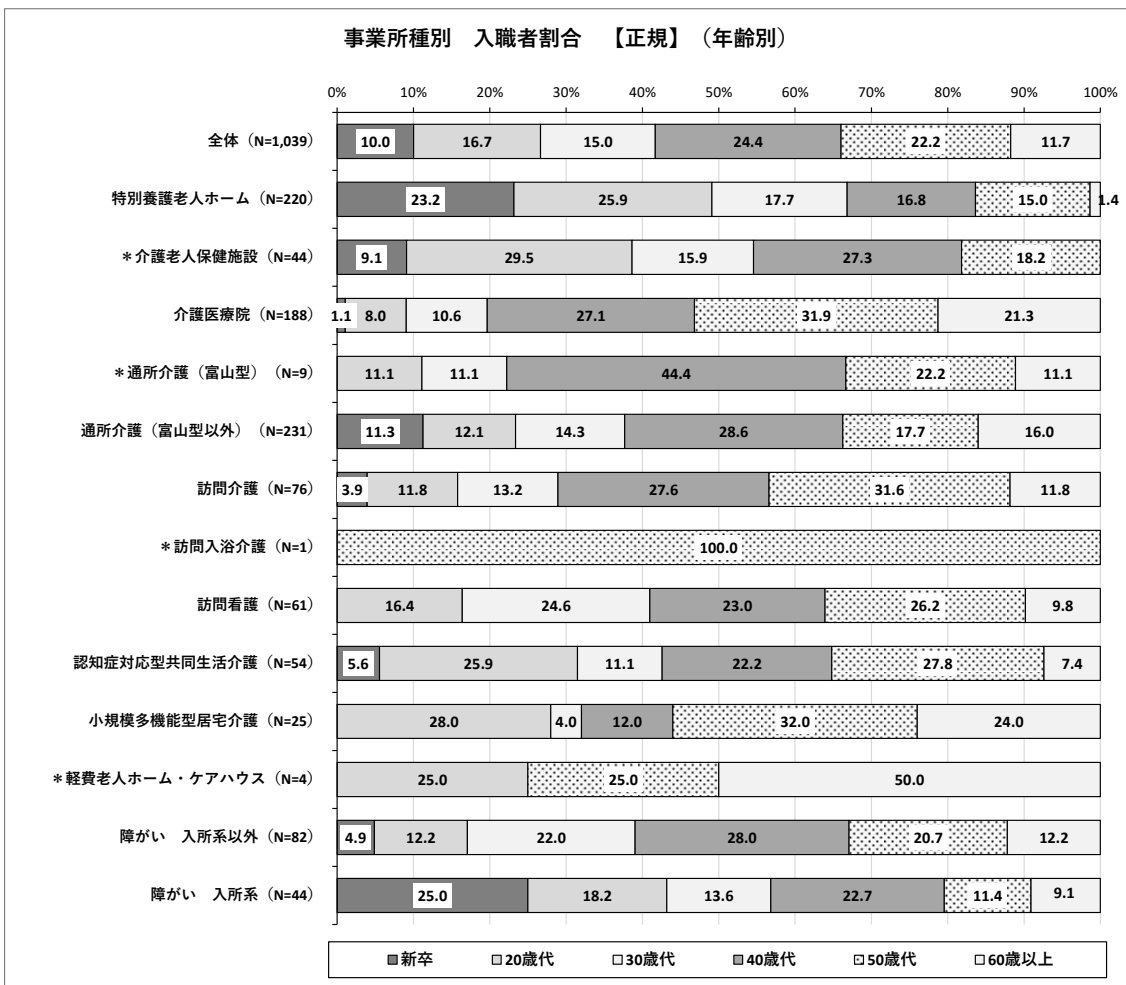 事業所種別 入職者割合 【正規】（年齢別）
0% 10% 20% 30% 40% 50% 60% 70% 80% 90% 100%
全体（N=1,039） 10.0 16.7 15.0 24.4 22.2 11.7
特別養護老人ホーム（N=220） 23.2 25.9 17.7 16.8 15.0 1.4
＊介護老人保健施設（N=44） 9.1 29.5 15.9 27.3 18.2
介護医療院（N=188） 1.1 8.0 10.6 27.1 31.9 21.3
＊通所介護（富山型）（N=9） 11.1 11.1 44.4 22.2 11.1
通所介護（富山型以外）（N=231） 11.3 12.1 14.3 28.6 17.7 16.0
訪問介護（N=76） 3.9 11.8 13.2 27.6 31.6 11.8
＊訪問入浴介護（N=1） 100.0
訪問看護（N=61） 16.4 24.6 23.0 26.2 9.8
認知症対応型共同生活介護（N=54） 5.6 25.9 11.1 22.2 27.8 7.4
小規模多機能型居宅介護（N=25） 28.0 4.0 12.0 32.0 24.0
＊軽費老人ホーム・ケアハウス（N=4） 25.0 25.0 50.0
障がい 入所系以外（N=82） 4.9 12.2 22.0 28.0 20.7 12.2
障がい 入所系（N=44） 25.0 18.2 13.6 22.7 11.4 9.1
新卒 20歳代 30歳代 40歳代 50歳代 60歳以上